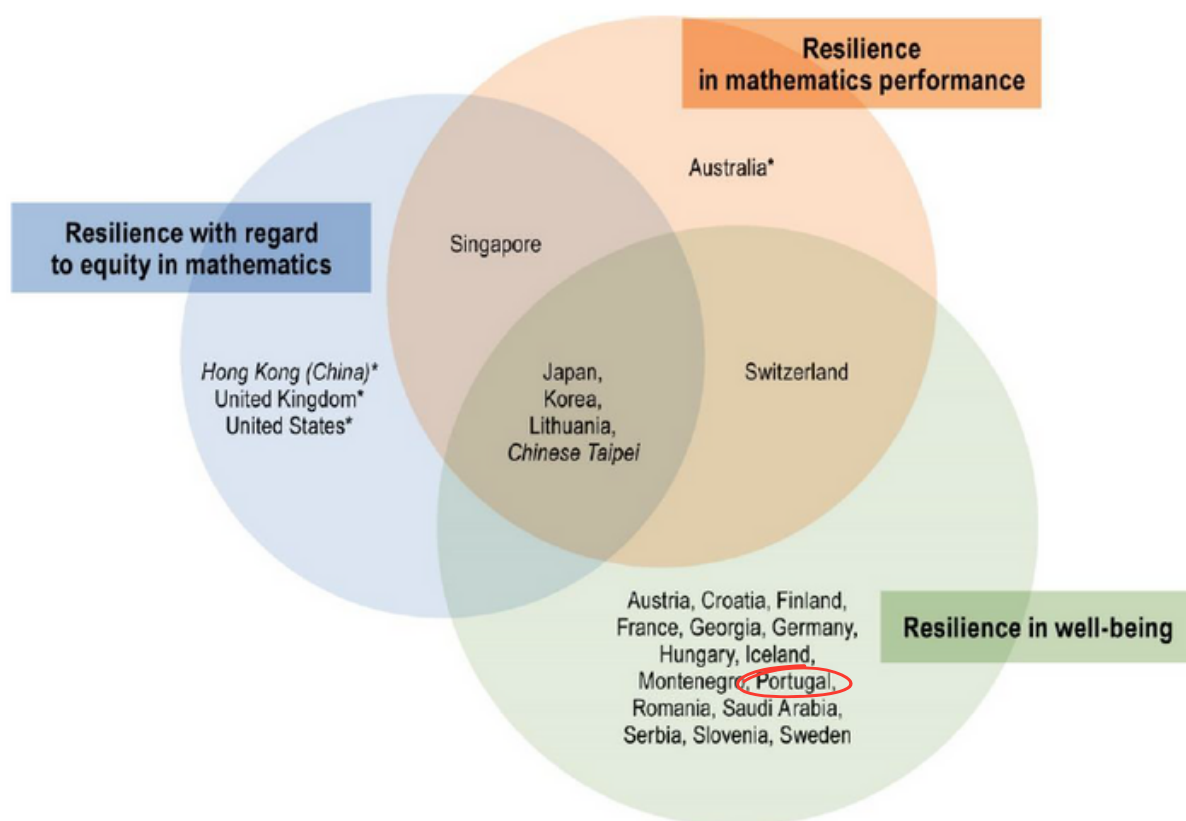 Resilience
in mathematics performance
Australia*
Resilience with regard
to equity in mathematics
Singapore
Hong Kong (China)*
United Kingdom*
United States*
Japan,
Korea,
Lithuania,
Chinese Taipei
Switzerland
Austria, Croatia, Finland,
France, Georgia, Germany,
Hungary, Iceland,
Montenegro, Portugal,
Romania, Saudi Arabia,
Serbia, Slovenia, Sweden
Resilience in well-being